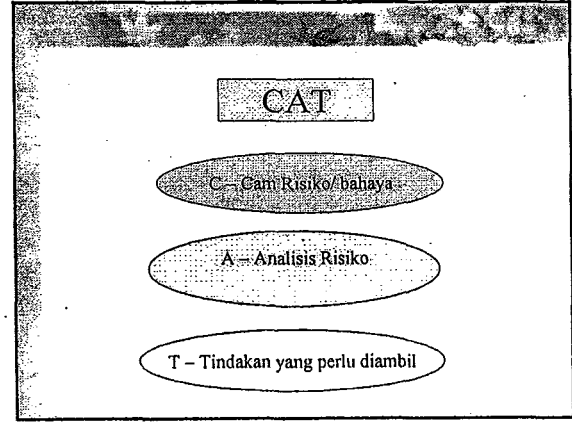 CAT
C – Cam Risiko/ bahaya
A – Analisis Risiko
T – Tindakan yang perlu diambil